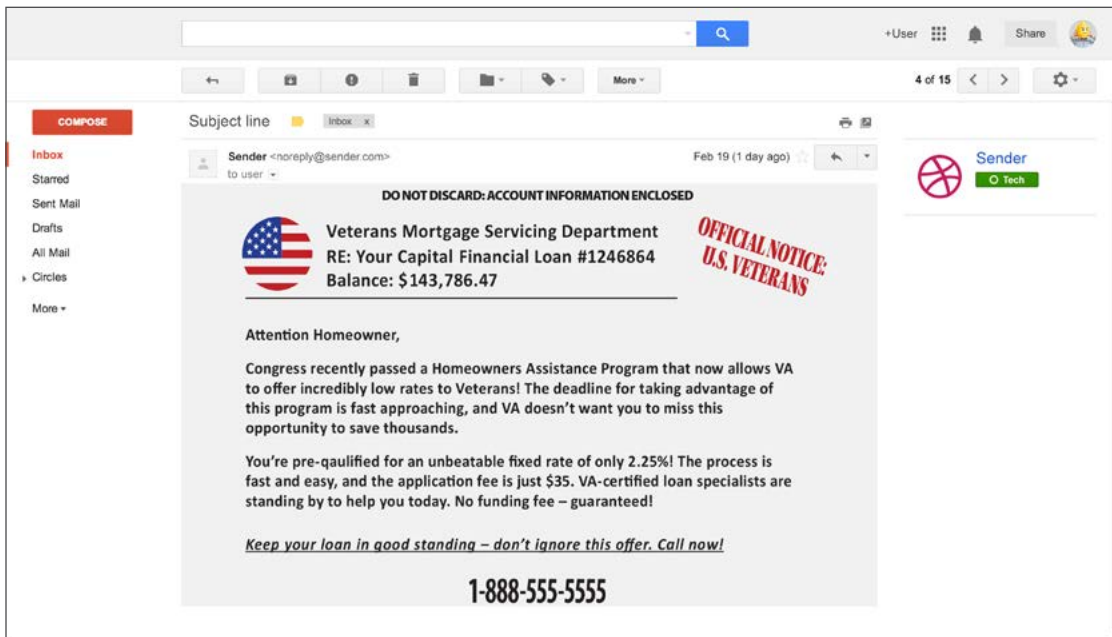 +User
Share
More
4 of 15
COMPOSE
Subject line
Inbox x
Inbox
Starred
Sent Mail
Drafts
All Mail
Circles
More
Sender <noreply@sender.com>
to user
Feb 19 (1 day ago)
Sender
Tech
DO NOT DISCARD: ACCOUNT INFORMATION ENCLOSED
Veterans Mortgage Servicing Department
RE: Your Capital Financial Loan #1246864
Balance: $143,786.47
OFFICIAL NOTICE:
U.S. VETERANS
Attention Homeowner,
Congress recently passed a Homeowners Assistance Program that now allows VA
to offer incredibly low rates to Veterans! The deadline for taking advantage of
this program is fast approaching, and VA doesn't want you to miss this
opportunity to save thousands.
You're pre-qaulified for an unbeatable fixed rate of only 2.25%! The process is
fast and easy, and the application fee is just $35. VA-certified loan specialists are
standing by to help you today. No funding fee – guaranteed!
Keep your loan in good standing – don't ignore this offer. Call now!
1-888-555-5555